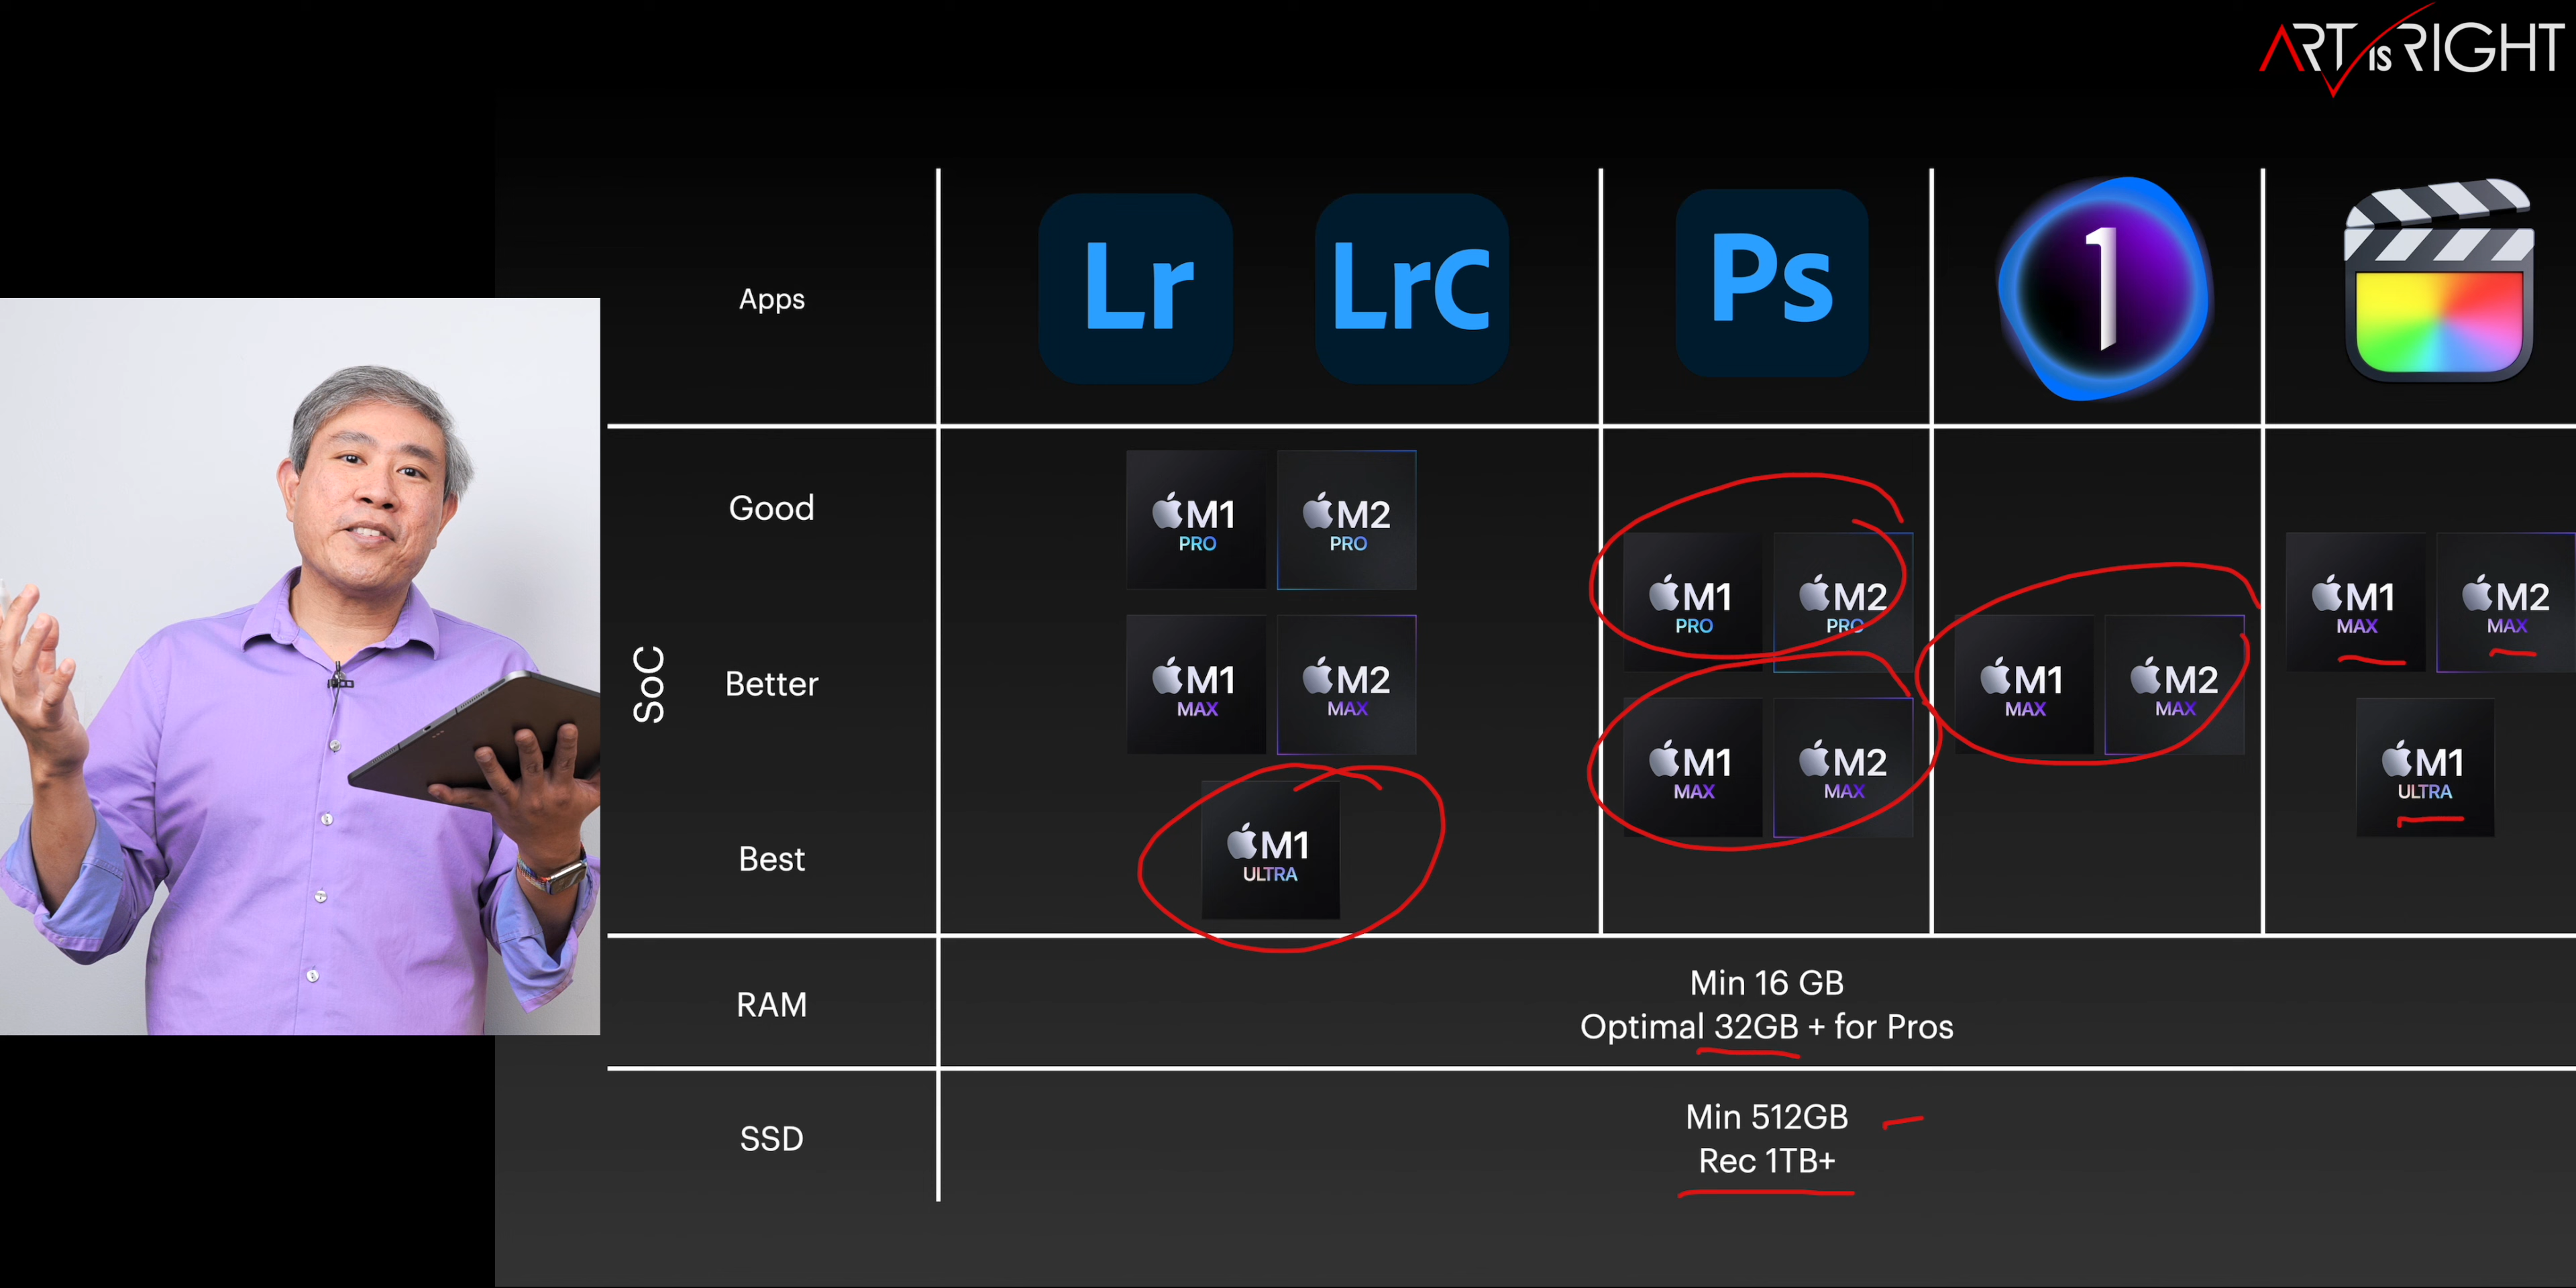 ART is RIGHT
Apps
Lr
LrC
Ps
1
SoC
Good
M1 PRO
M2 PRO
M1 PRO
M2 PRO
M1 MAX
M2 MAX
Better
M1 MAX
M2 MAX
M1 MAX
M2 MAX
M1 MAX
M2 MAX
M1 ULTRA
Best
M1 ULTRA
RAM
Min 16 GB
Optimal 32GB + for Pros
SSD
Min 512GB
Rec 1TB+